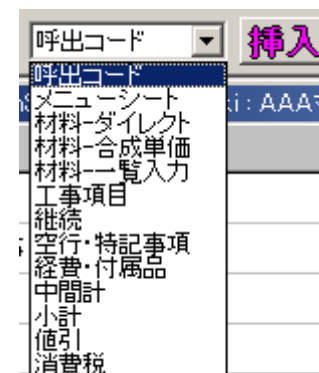 呼出コード 挿入
呼出コード
メニューシート
ki : AAA
材料-ダイレクト
材料-合成単価
材料-一覧入力
工事項目
継続
空行・特記事項
経費・付属品
中間計
小計
値引
消費税